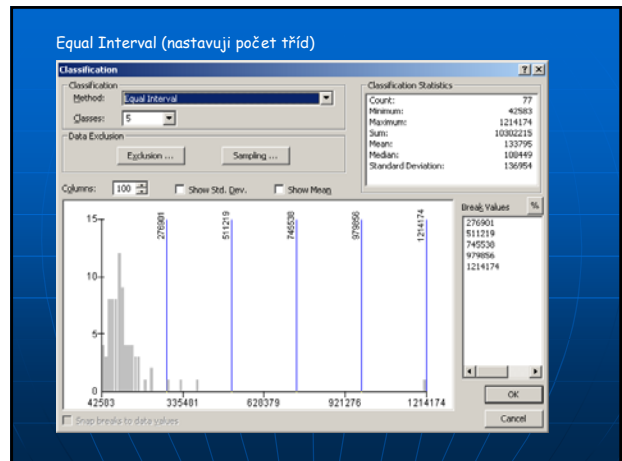 Equal Interval (nastavuji počet tříd)
Classification
Classification
Method: Equal Interval
Classes: 5
Data Exclusion
Exclusion ... Sampling ...
Classification Statistics
Count: 77
Minimum: 42583
Maximum: 1214174
Sum: 10302215
Mean: 133795
Median: 108449
Standard Deviation: 136954
Columns: 100 Show Std. Dev. Show Mean
Break Values %
276901
511219
745538
979856
1214174
276901 511219 745538 979856 1214174
15
10
5
0
42583 335481 628379 921276 1214174
OK
Cancel
Snap breaks to data values